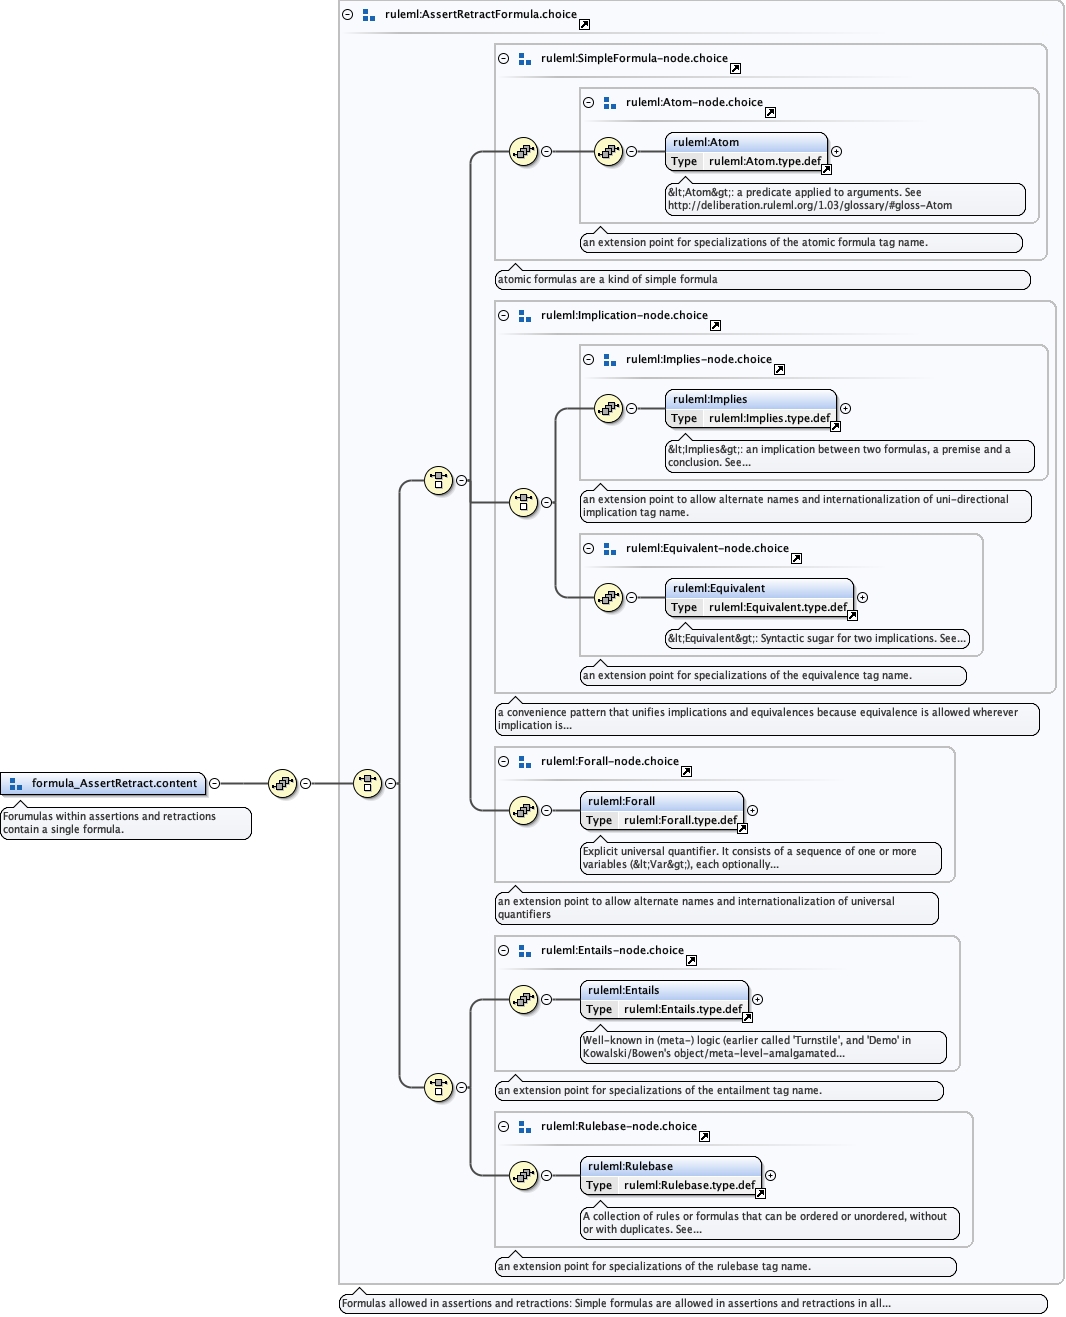 ruleml:AssertRetractFormula.choice
ruleml:SimpleFormula-node.choice
ruleml:Atom-node.choice
ruleml:Atom
Type ruleml:Atom.type.def
&lt;Atom&gt;: a predicate applied to arguments. See
http://deliberation.ruleml.org/1.03/glossary/#gloss-Atom
an extension point for specializations of the atomic formula tag name.
atomic formulas are a kind of simple formula
ruleml:Implication-node.choice
ruleml:Implies-node.choice
ruleml:Implies
Type ruleml:Implies.type.def
&lt;Implies&gt;: an implication between two formulas, a premise and a
conclusion. See...
an extension point to allow alternate names and internationalization of uni-directional
implication tag name.
ruleml:Equivalent-node.choice
ruleml:Equivalent
Type ruleml:Equivalent.type.def
&lt;Equivalent&gt;: Syntactic sugar for two implications. See...
an extension point for specializations of the equivalence tag name.
a convenience pattern that unifies implications and equivalences because equivalence is allowed wherever
implication is...
ruleml:Forall-node.choice
formula_AssertRetract.content
Forumulas within assertions and retractions
contain a single formula.
ruleml:Forall
Type ruleml:Forall.type.def
Explicit universal quantifier. It consists of a sequence of one or more
variables (&lt;Var&gt;), each optionally...
an extension point to allow alternate names and internationalization of universal
quantifiers
ruleml:Entails-node.choice
ruleml:Entails
Type ruleml:Entails.type.def
Well-known in (meta-) logic (earlier called 'Turnstile', and 'Demo' in
Kowalski/Bowen's object/meta-level-amalgamated...
an extension point for specializations of the entailment tag name.
ruleml:Rulebase-node.choice
ruleml:Rulebase
Type ruleml:Rulebase.type.def
A collection of rules or formulas that can be ordered or unordered, without
or with duplicates. See...
an extension point for specializations of the rulebase tag name.
Formulas allowed in assertions and retractions: Simple formulas are allowed in assertions and retractions in all...